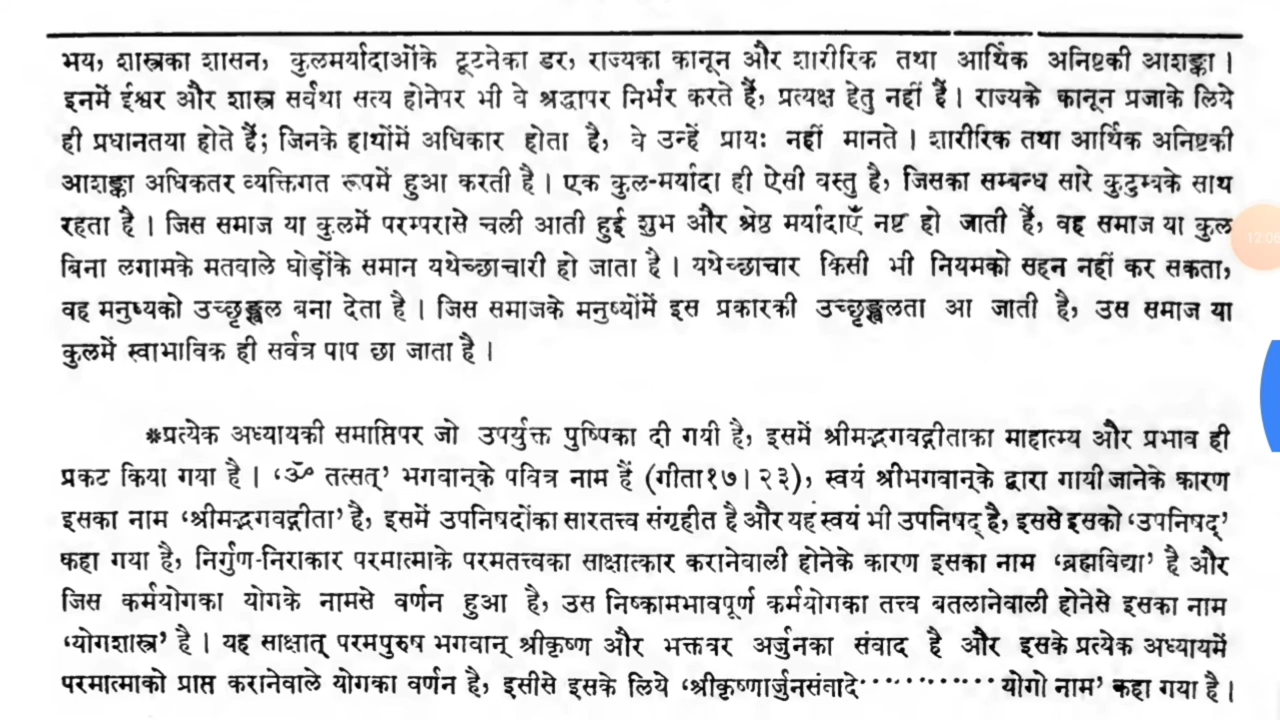 भय, शास्त्रका शासन, कुलमर्यादाओंके टूटनेका डर, राज्यका कानून और शारीरिक तथा आर्थिक अनिष्टकी आशङ्का ।
इनमें ईश्वर और शास्त्र सर्वथा सत्य होनेपर भी वे श्रद्धापर निर्भर करते हैं, प्रत्यक्ष हेतु नहीं हैं । राज्यके कानून प्रजाके लिये
ही प्रधानतया होते हैं; जिनके हाथोंमें अधिकार होता है, वे उन्हें प्रायः नहीं मानते । शारीरिक तथा आर्थिक अनिष्टकी
आशङ्का अधिकतर व्यक्तिगत रूपमें हुआ करती है । एक कुल-मर्यादा ही ऐसी वस्तु है, जिसका सम्बन्ध सारे कुटुम्बके साथ
रहता है । जिस समाज या कुलमें परम्परासे चली आती हुई शुभ और श्रेष्ठ मर्यादाएँ नष्ट हो जाती हैं, वह समाज या कुल
बिना लगामके मतवाले घोड़ोंके समान यथेच्छाचारी हो जाता है । यथेच्छाचार किसी भी नियमको सहन नहीं कर सकता,
वह मनुष्यको उच्छृङ्खल बना देता है । जिस समाजके मनुष्योंमें इस प्रकारकी उच्छृङ्खलता आ जाती है, उस समाज या
कुलमें स्वाभाविक ही सर्वत्र पाप छा जाता है ।
*प्रत्येक अध्यायकी समाप्तिपर जो उपर्युक्त पुष्पिका दी गयी है, इसमें श्रीमद्भगवद्गीताका माहात्म्य और प्रभाव ही
प्रकट किया गया है । ‘ॐ तत्सत्’ भगवान्‌के पवित्र नाम हैं (गीता१७।२३), स्वयं श्रीभगवान्‌के द्वारा गायी जानेके कारण
इसका नाम ‘श्रीमद्भगवद्गीता’ है, इसमें उपनिषदोंका सारतत्त्व संगृहीत है और यह स्वयं भी उपनिषद् है, इससे इसको ‘उपनिषद्’
कहा गया है, निर्गुण-निराकार परमात्माके परमतत्त्वका साक्षात्कार करानेवाली होनेके कारण इसका नाम ‘ब्रह्मविद्या’ है और
जिस कर्मयोगका योगके नामसे वर्णन हुआ है, उस निष्कामभावपूर्ण कर्मयोगका तत्त्व बतलानेवाली होनेसे इसका नाम
‘योगशास्त्र’ है । यह साक्षात् परमपुरुष भगवान् श्रीकृष्ण और भक्तवर अर्जुनका संवाद है और इसके प्रत्येक अध्यायमें
परमात्माको प्राप्त करानेवाले योगका वर्णन है, इसीसे इसके लिये ‘श्रीकृष्णार्जुनसंवादे············योगो नाम’ कहा गया है ।